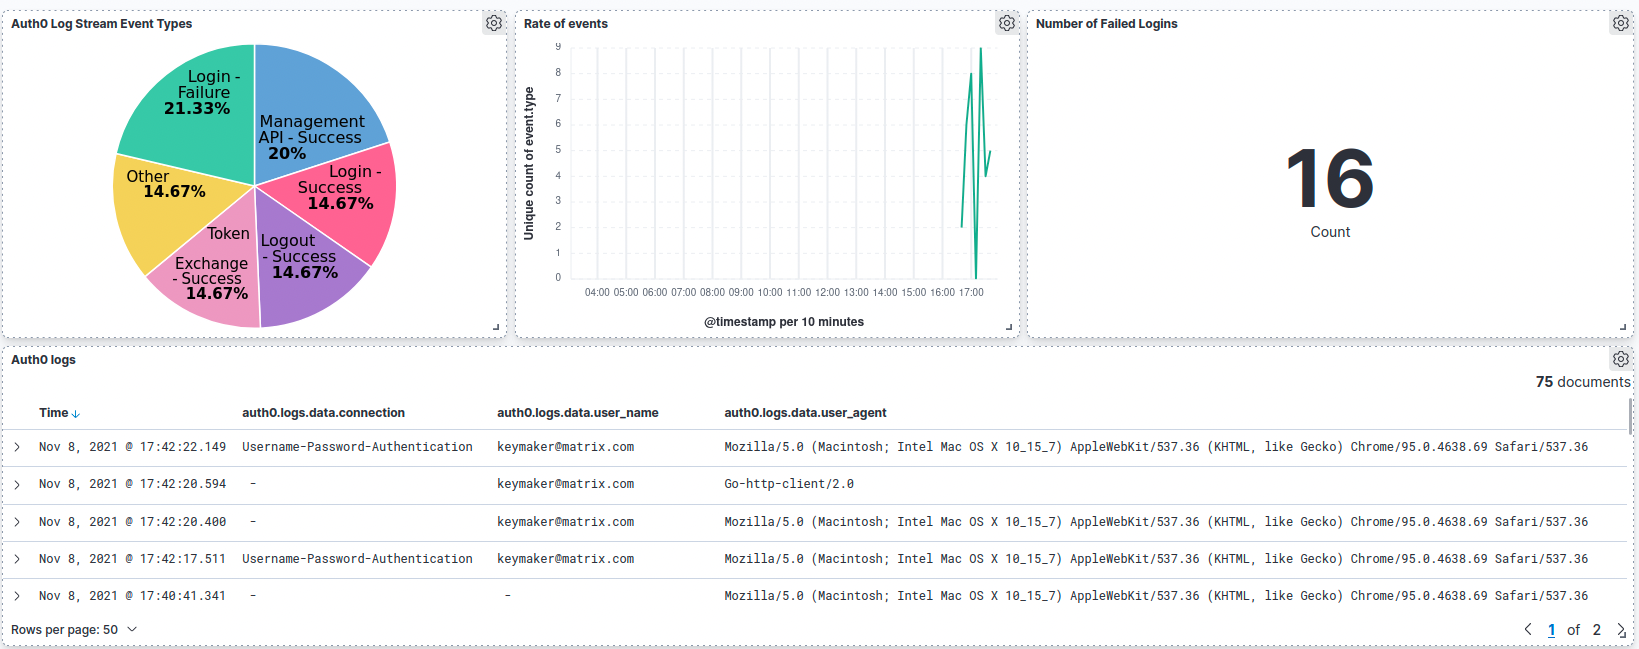 Auth0 Log Stream Event Types
Login -
Failure
21.33%
Management
API - Success
20%
Login -
Success
14.67%
Other
14.67%
Token
Exchange
- Success
14.67%
Logout
- Success
14.67%
Rate of events
Unique count of event.type
9
8
7
6
5
4
3
2
1
0
04:00 05:00 06:00 07:00 08:00 09:00 10:00 11:00 12:00 13:00 14:00 15:00 16:00 17:00
@timestamp per 10 minutes
Number of Failed Logins
16
Count
Auth0 logs
75 documents
Time auth0.logs.data.connection auth0.logs.data.user_name auth0.logs.data.user_agent
Nov 8, 2021 @ 17:42:22.149 Username-Password-Authentication keymaker@matrix.com Mozilla/5.0 (Macintosh; Intel Mac OS X 10_15_7) AppleWebKit/537.36 (KHTML, like Gecko) Chrome/95.0.4638.69 Safari/537.36
Nov 8, 2021 @ 17:42:20.594 - keymaker@matrix.com Go-http-client/2.0
Nov 8, 2021 @ 17:42:20.400 - keymaker@matrix.com Mozilla/5.0 (Macintosh; Intel Mac OS X 10_15_7) AppleWebKit/537.36 (KHTML, like Gecko) Chrome/95.0.4638.69 Safari/537.36
Nov 8, 2021 @ 17:42:17.511 Username-Password-Authentication keymaker@matrix.com Mozilla/5.0 (Macintosh; Intel Mac OS X 10_15_7) AppleWebKit/537.36 (KHTML, like Gecko) Chrome/95.0.4638.69 Safari/537.36
Nov 8, 2021 @ 17:40:41.341 - - Mozilla/5.0 (Macintosh; Intel Mac OS X 10_15_7) AppleWebKit/537.36 (KHTML, like Gecko) Chrome/95.0.4638.69 Safari/537.36
Rows per page: 50
1 of 2